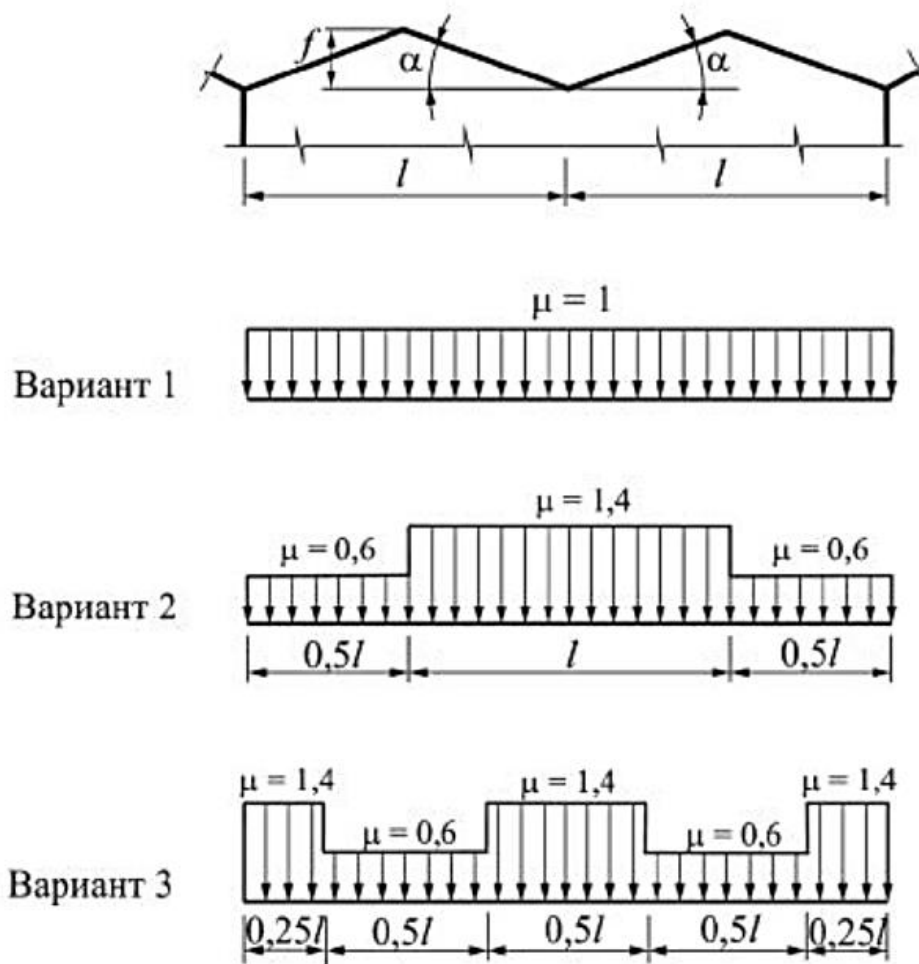 f
α
α
l
l
μ = 1
Вариант 1
μ = 1,4
μ = 0,6
μ = 0,6
Вариант 2
0,5l
l
0,5l
μ = 1,4
μ = 1,4
μ = 1,4
μ = 0,6
μ = 0,6
Вариант 3
0,25l
0,5l
0,5l
0,5l
0,25l